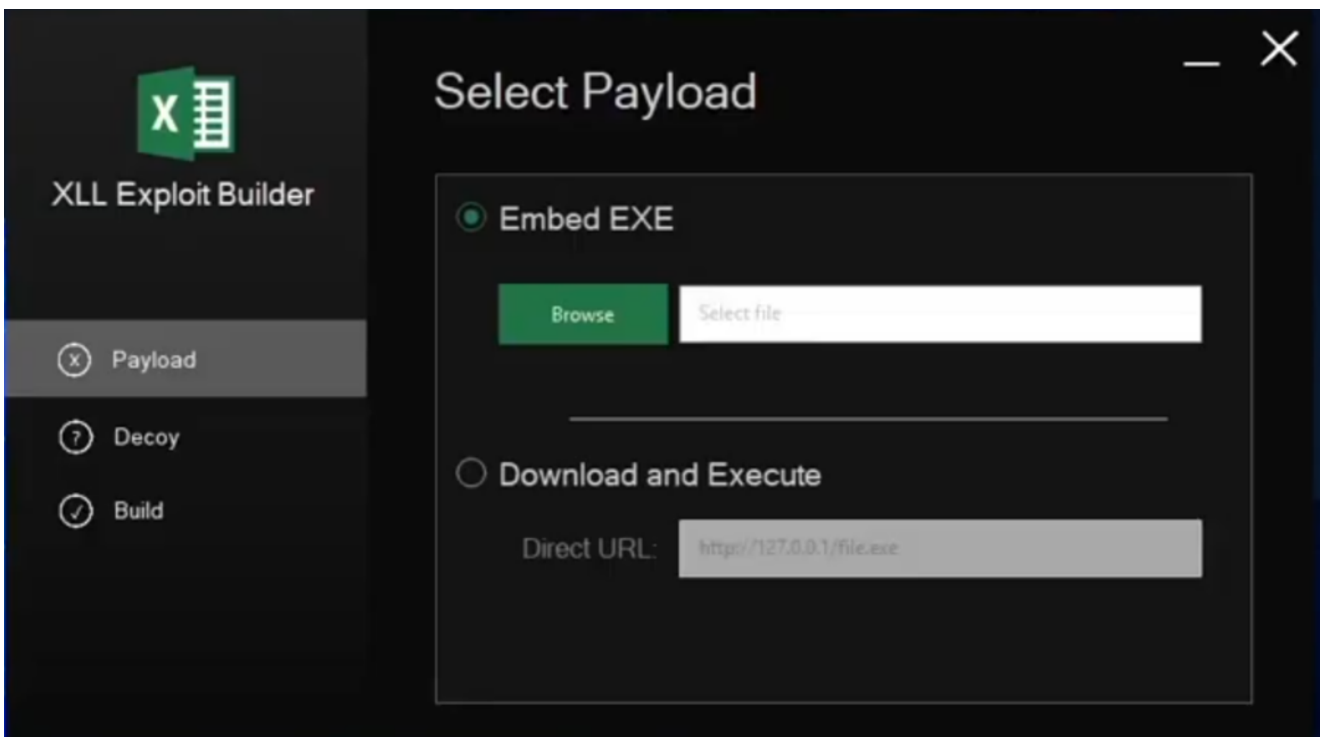 X
XLL Exploit Builder
Payload
Decoy
Build
Select Payload
Embed EXE
Browse
Select file
Download and Execute
Direct URL:
http://127.0.0.1/file.exe